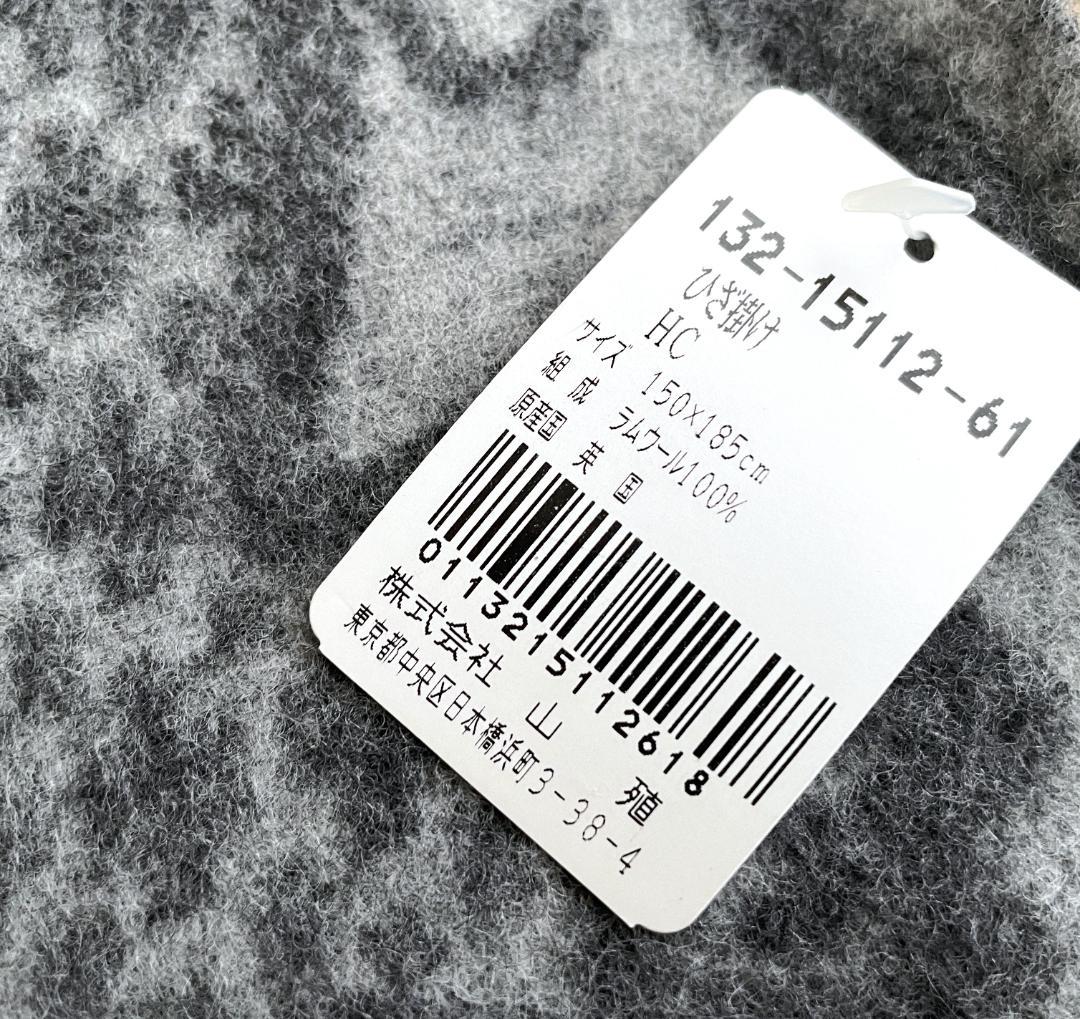 132-15112-61
ひざ掛け
HC
サイズ 150×185cm
組成 ラムウール100%
原産国 英国
0113215112618
株式会社 山殖
東京都中央区日本橋浜町3-38-4